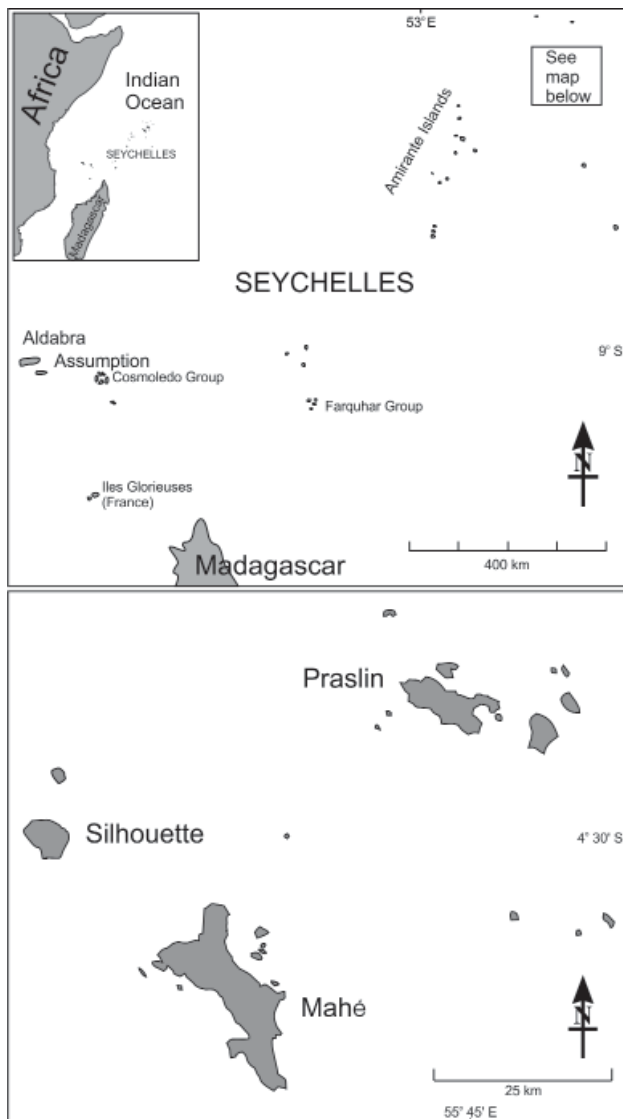 53° E
Africa
Indian
Ocean
SEYCHELLES
Madagascar
See
map
below
Amirante Islands
SEYCHELLES
Aldabra
Assumption
Cosmoledo Group
9° S
Farquhar Group
N
Iles Glorieuses
(France)
Madagascar
400 km
Praslin
Silhouette
4° 30' S
Mahé
N
25 km
55° 45' E